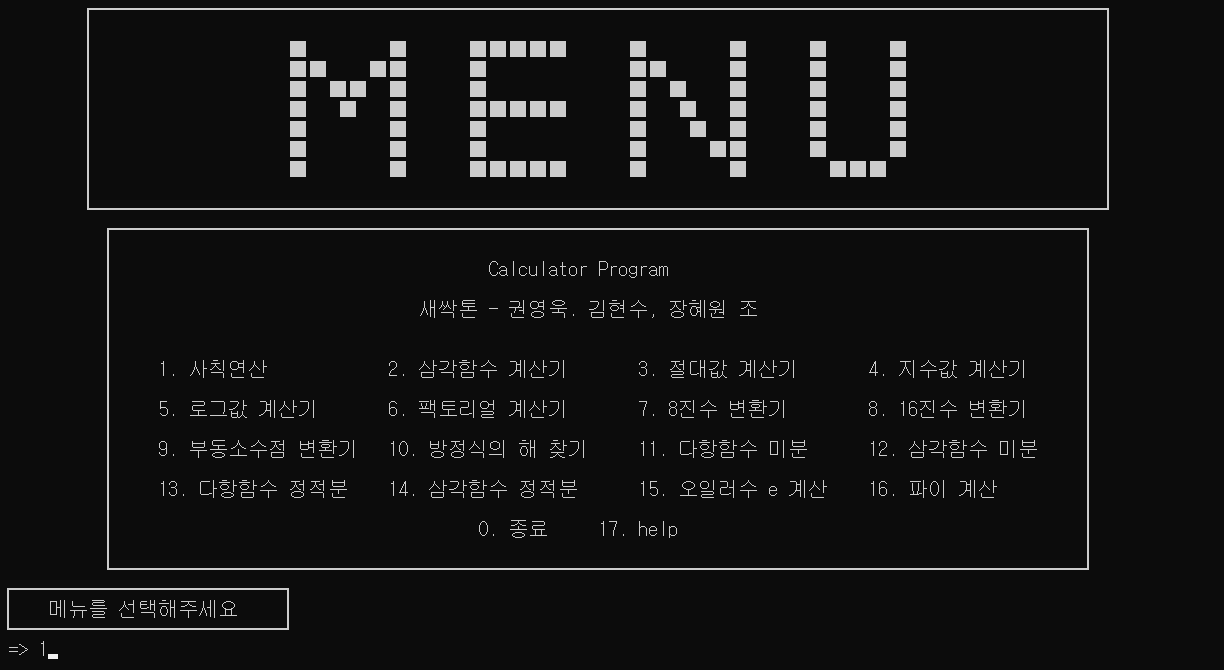 MENU
Calculator Program
새싹톤 - 권영욱. 김현수, 장혜원 조
1. 사칙연산 2. 삼각함수 계산기 3. 절대값 계산기 4. 지수값 계산기
5. 로그값 계산기 6. 팩토리얼 계산기 7. 8진수 변환기 8. 16진수 변환기
9. 부동소수점 변환기 10. 방정식의 해 찾기 11. 다항함수 미분 12. 삼각함수 미분
13. 다항함수 정적분 14. 삼각함수 정적분 15. 오일러수 e 계산 16. 파이 계산
0. 종료 17. help
메뉴를 선택해주세요
=> 1